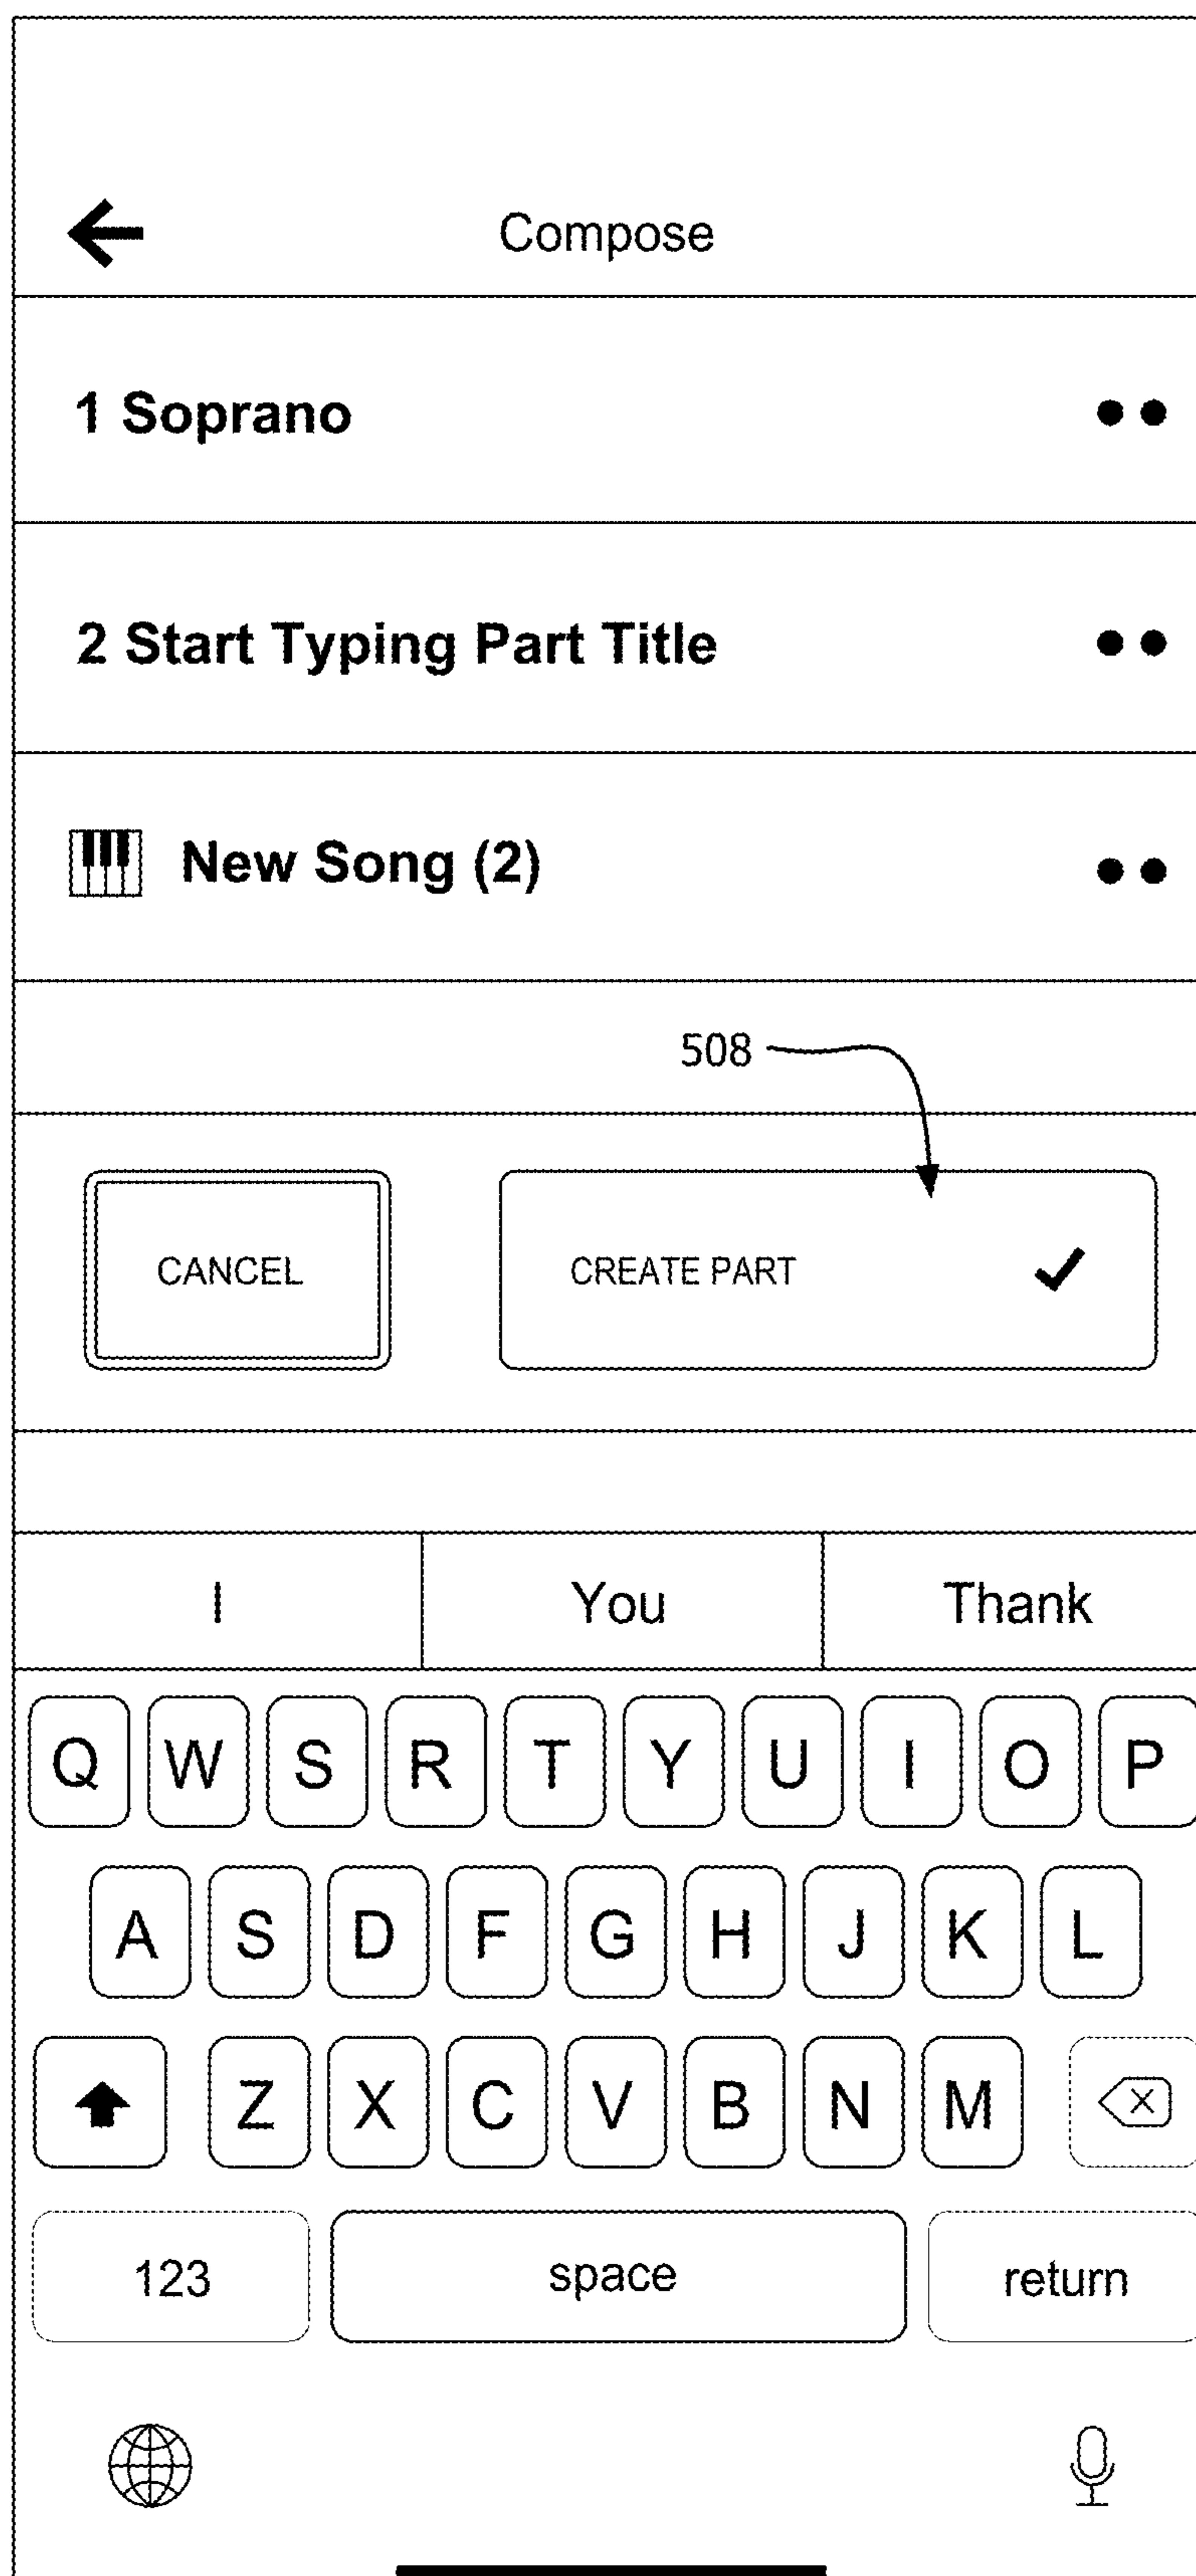 Compose
1 Soprano
2 Start Typing Part Title
New Song (2)
508
CANCEL CREATE PART
I You Thank
Q W S R T Y U I O P
A S D F G H J K L
Z X C V B N M
123 space return